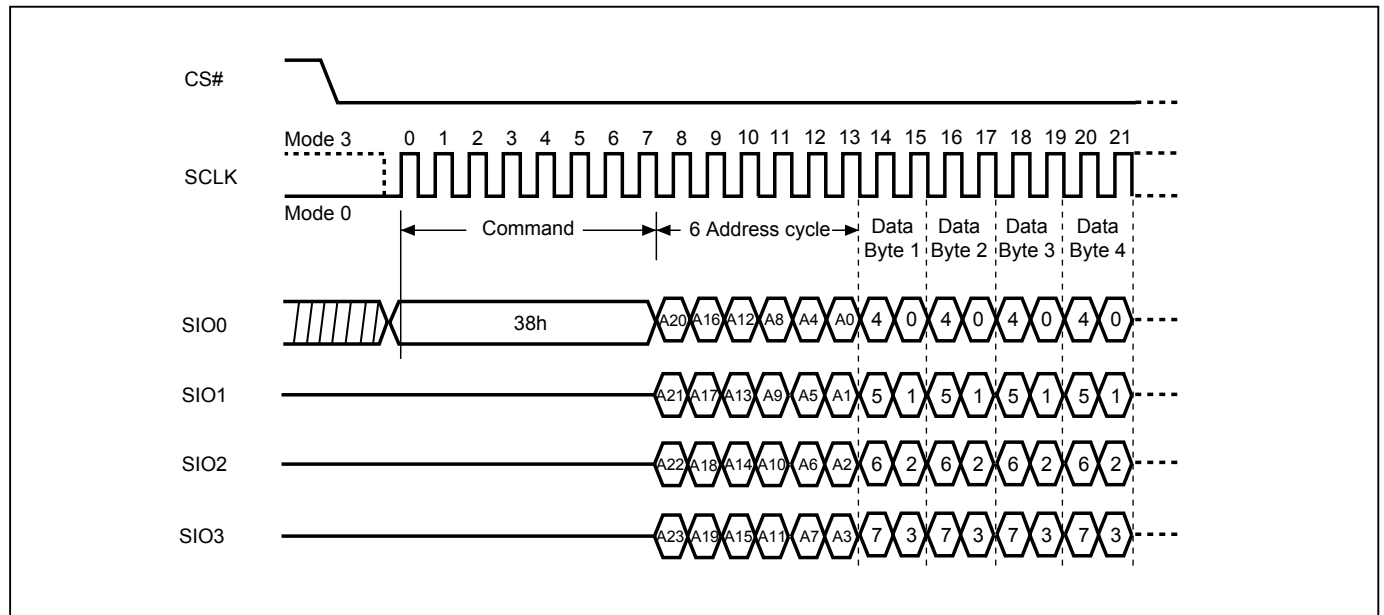 CS#
Mode 3
0 1 2 3 4 5 6 7 8 9 10 11 12 13 14 15 16 17 18 19 20 21
SCLK
Mode 0
Command
6 Address cycle
Data Byte 1
Data Byte 2
Data Byte 3
Data Byte 4
SIO0
38h
A20 A16 A12 A8 A4 A0 4 0 4 0 4 0 4 0
SIO1
A21 A17 A13 A9 A5 A1 5 1 5 1 5 1 5 1
SIO2
A22 A18 A14 A10 A6 A2 6 2 6 2 6 2 6 2
SIO3
A23 A19 A15 A11 A7 A3 7 3 7 3 7 3 7 3